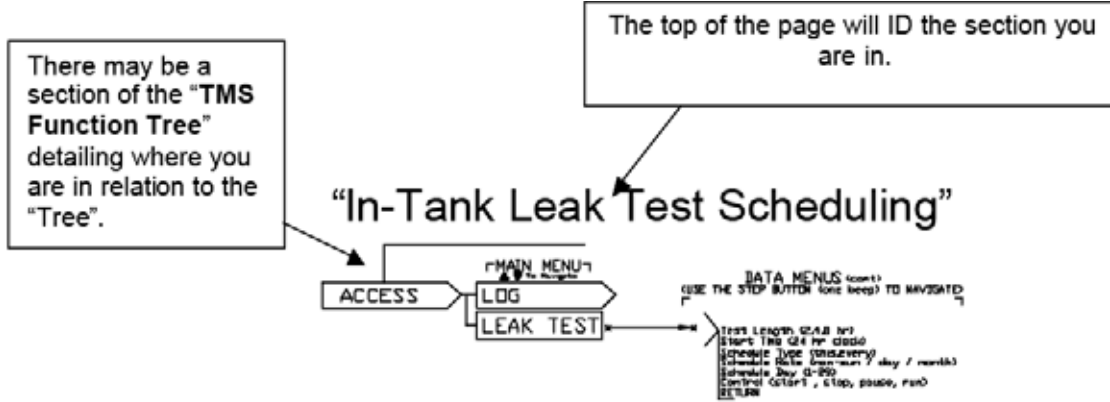 The top of the page will ID the section you
are in.
There may be a
section of the “TMS
Function Tree”
detailing where you
are in relation to the
“Tree”.
“In-Tank Leak Test Scheduling”
MAIN MENU
To Navigate
ACCESS
LOG
LEAK TEST
DATA MENUS (cont)
(USE THE STEP BUTTON (one beep) TO NAVIGATE)
Test Length (2,4,8 hr)
Start Time (24 hr clock)
Schedule Type (this,every)
Schedule Rate (mon-sun / day / month)
Schedule Day (1-29)
Control (start , stop, pause, run)
RETURN